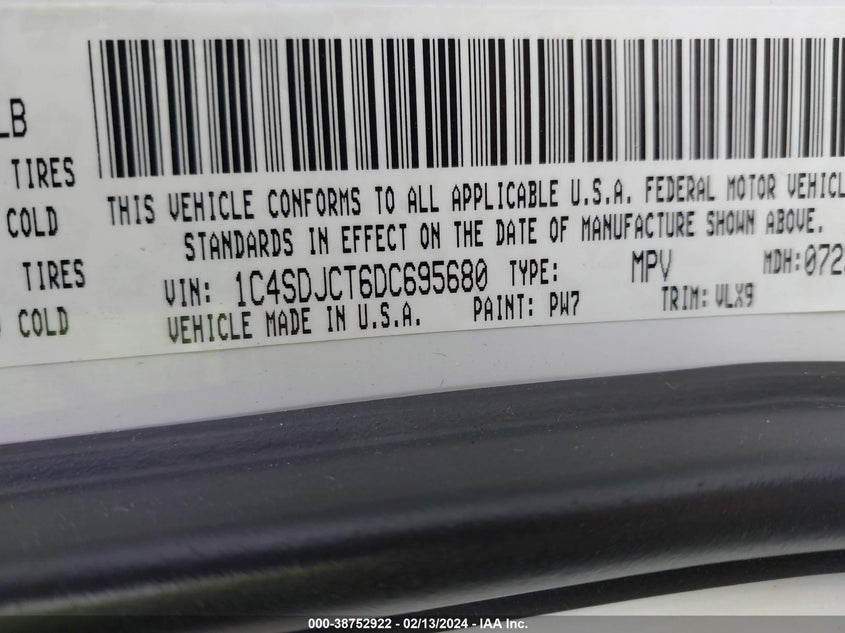 LB
TIRES
COLD
TIRES
COLD
THIS VEHICLE CONFORMS TO ALL APPLICABLE U.S.A. FEDERAL MOTOR VEHICL
STANDARDS IN EFFECT ON THE DATE OF MANUFACTURE SHOWN ABOVE.
VIN: 1C4SDJCT6DC695680 TYPE: MPV MDH:072
VEHICLE MADE IN U.S.A. PAINT: PW7 TRIM: VLX9
000-38752922 - 02/13/2024 - IAA Inc.